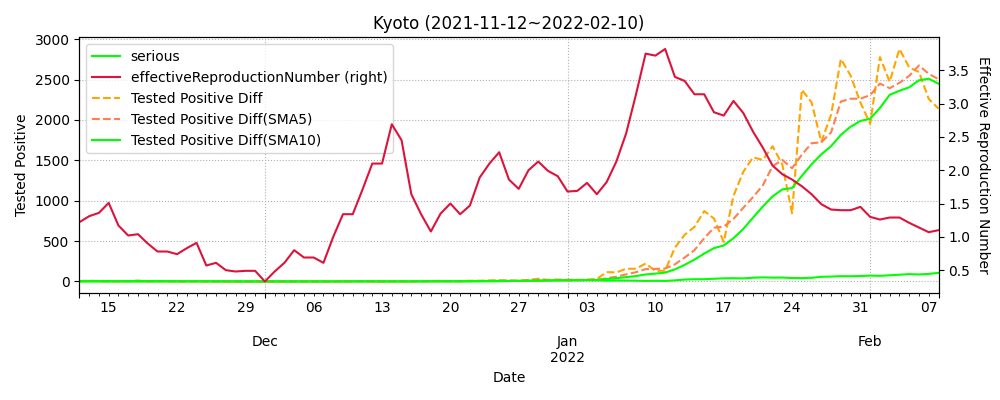 Kyoto (2021-11-12~2022-02-10)
serious
effectiveReproductionNumber (right)
Tested Positive Diff
Tested Positive Diff(SMA5)
Tested Positive Diff(SMA10)
Tested Positive
3000
2500
2000
1500
1000
500
0
Effective Reproduction Number
3.5
3.0
2.5
2.0
1.5
1.0
0.5
15 22 29 06 13 20 27 03 10 17 24 31 07
Dec Jan Feb
2022
Date